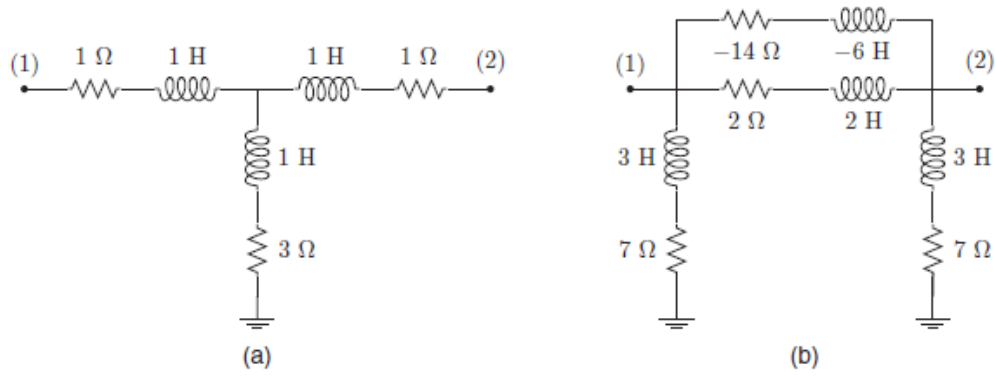 (1) 1 Ω 1 H 1 H 1 Ω (2)
1 H
3 Ω
(a)
−14 Ω −6 H
(1) (2)
2 Ω 2 H
3 H 3 H
7 Ω 7 Ω
(b)